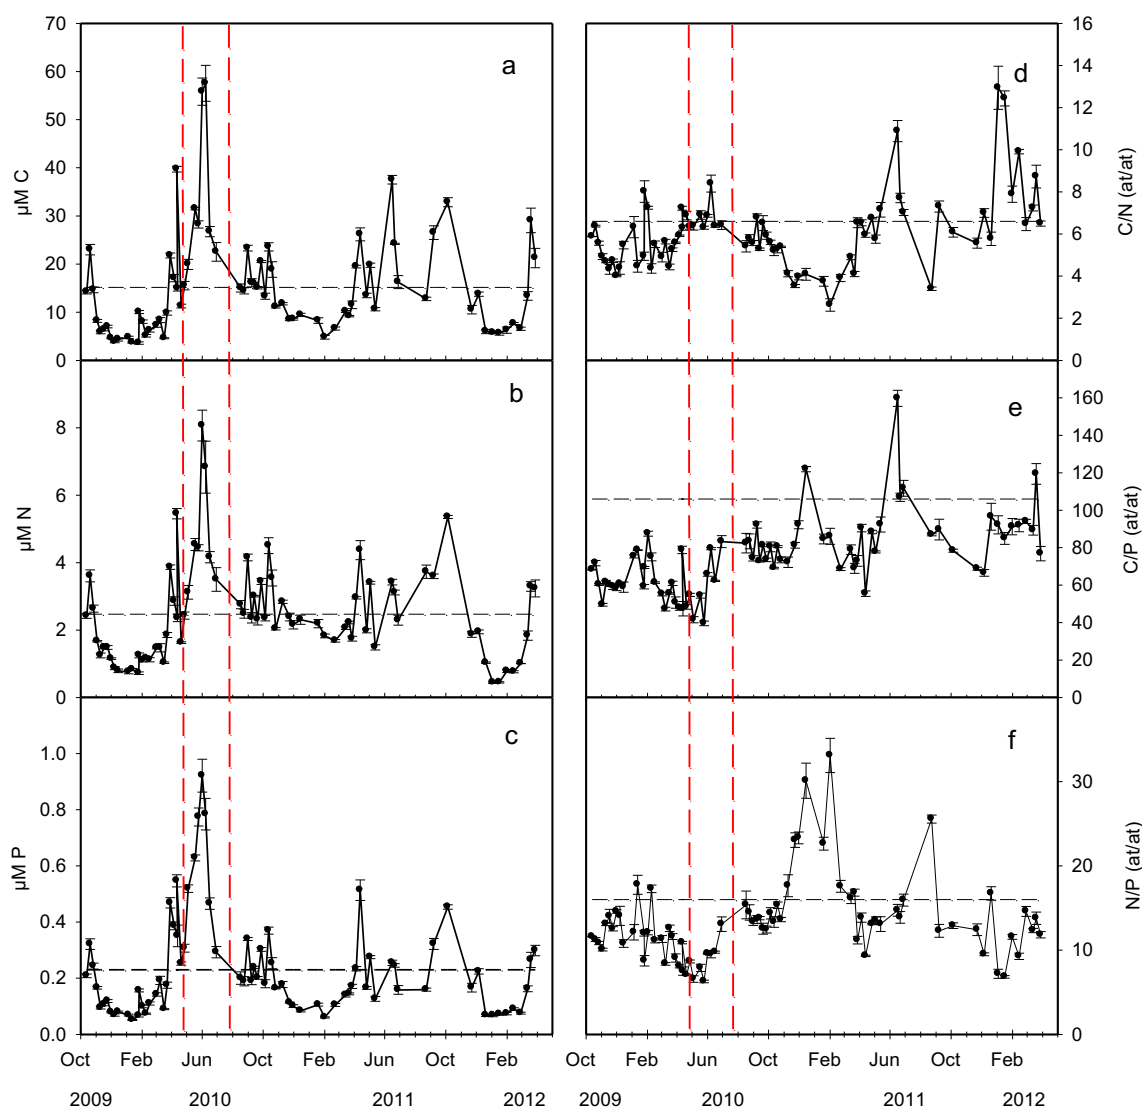 70
60
50
40
30
20
10
0
µM C
a
16
14
12
10
8
6
4
2
0
C/N (at/at)
d
8
6
4
2
0
µM N
b
160
140
120
100
80
60
40
20
0
C/P (at/at)
e
1.0
0.8
0.6
0.4
0.2
0.0
µM P
c
30
20
10
0
N/P (at/at)
f
Oct Feb Jun Oct Feb Jun Oct Feb
2009 2010 2011 2012
Oct Feb Jun Oct Feb Jun Oct Feb
2009 2010 2011 2012